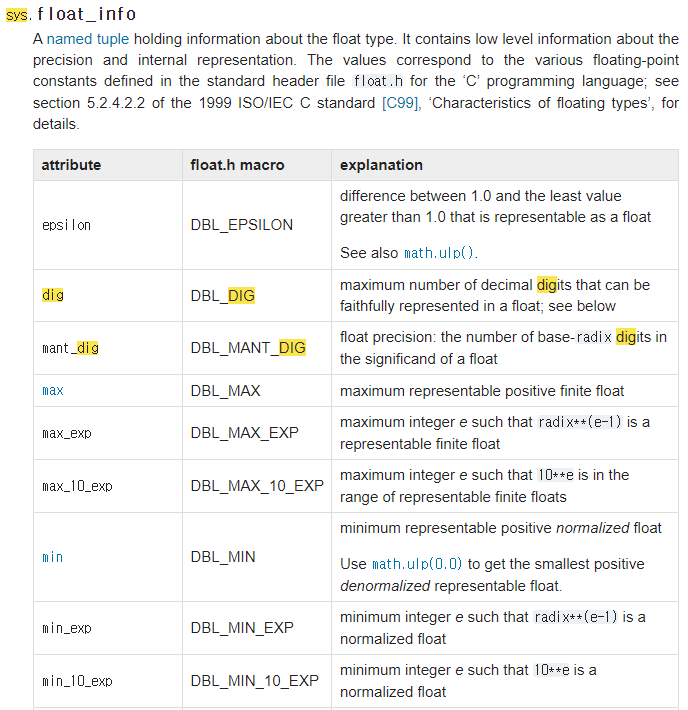 sys.float_info
A named tuple holding information about the float type. It contains low level information about the
precision and internal representation. The values correspond to the various floating-point
constants defined in the standard header file float.h for the ‘C’ programming language; see
section 5.2.4.2.2 of the 1999 ISO/IEC C standard [C99], ‘Characteristics of floating types’, for
details.
attribute float.h macro explanation
epsilon DBL_EPSILON difference between 1.0 and the least value
greater than 1.0 that is representable as a float
See also math.ulp().
dig DBL_DIG maximum number of decimal digits that can be
faithfully represented in a float; see below
mant_dig DBL_MANT_DIG float precision: the number of base-radix digits in
the significand of a float
max DBL_MAX maximum representable positive finite float
max_exp DBL_MAX_EXP maximum integer e such that radix**(e-1) is a
representable finite float
max_10_exp DBL_MAX_10_EXP maximum integer e such that 10**e is in the
range of representable finite floats
min DBL_MIN minimum representable positive normalized float
Use math.ulp(0.0) to get the smallest positive
denormalized representable float.
min_exp DBL_MIN_EXP minimum integer e such that radix**(e-1) is a
normalized float
min_10_exp DBL_MIN_10_EXP minimum integer e such that 10**e is a
normalized float